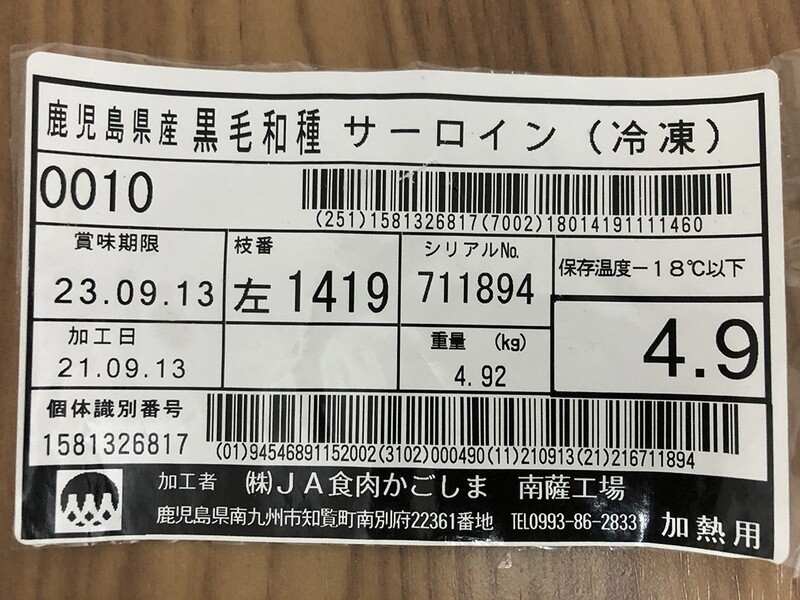 鹿児島県産 黒毛和種 サーロイン（冷凍）
0010
(251)1581326817(7002)18014191111460
賞味期限
23.09.13
枝番
左 1419
シリアルNo.
711894
保存温度－18℃以下
加工日
21.09.13
重量 (kg)
4.92
4.9
個体識別番号
1581326817
(01)94546891152002(3102)000490(11)210913(21)216711894
加工者 ㈱JA食肉かごしま 南薩工場
鹿児島県南九州市知覧町南別府22361番地 TEL0993-86-2833
加熱用